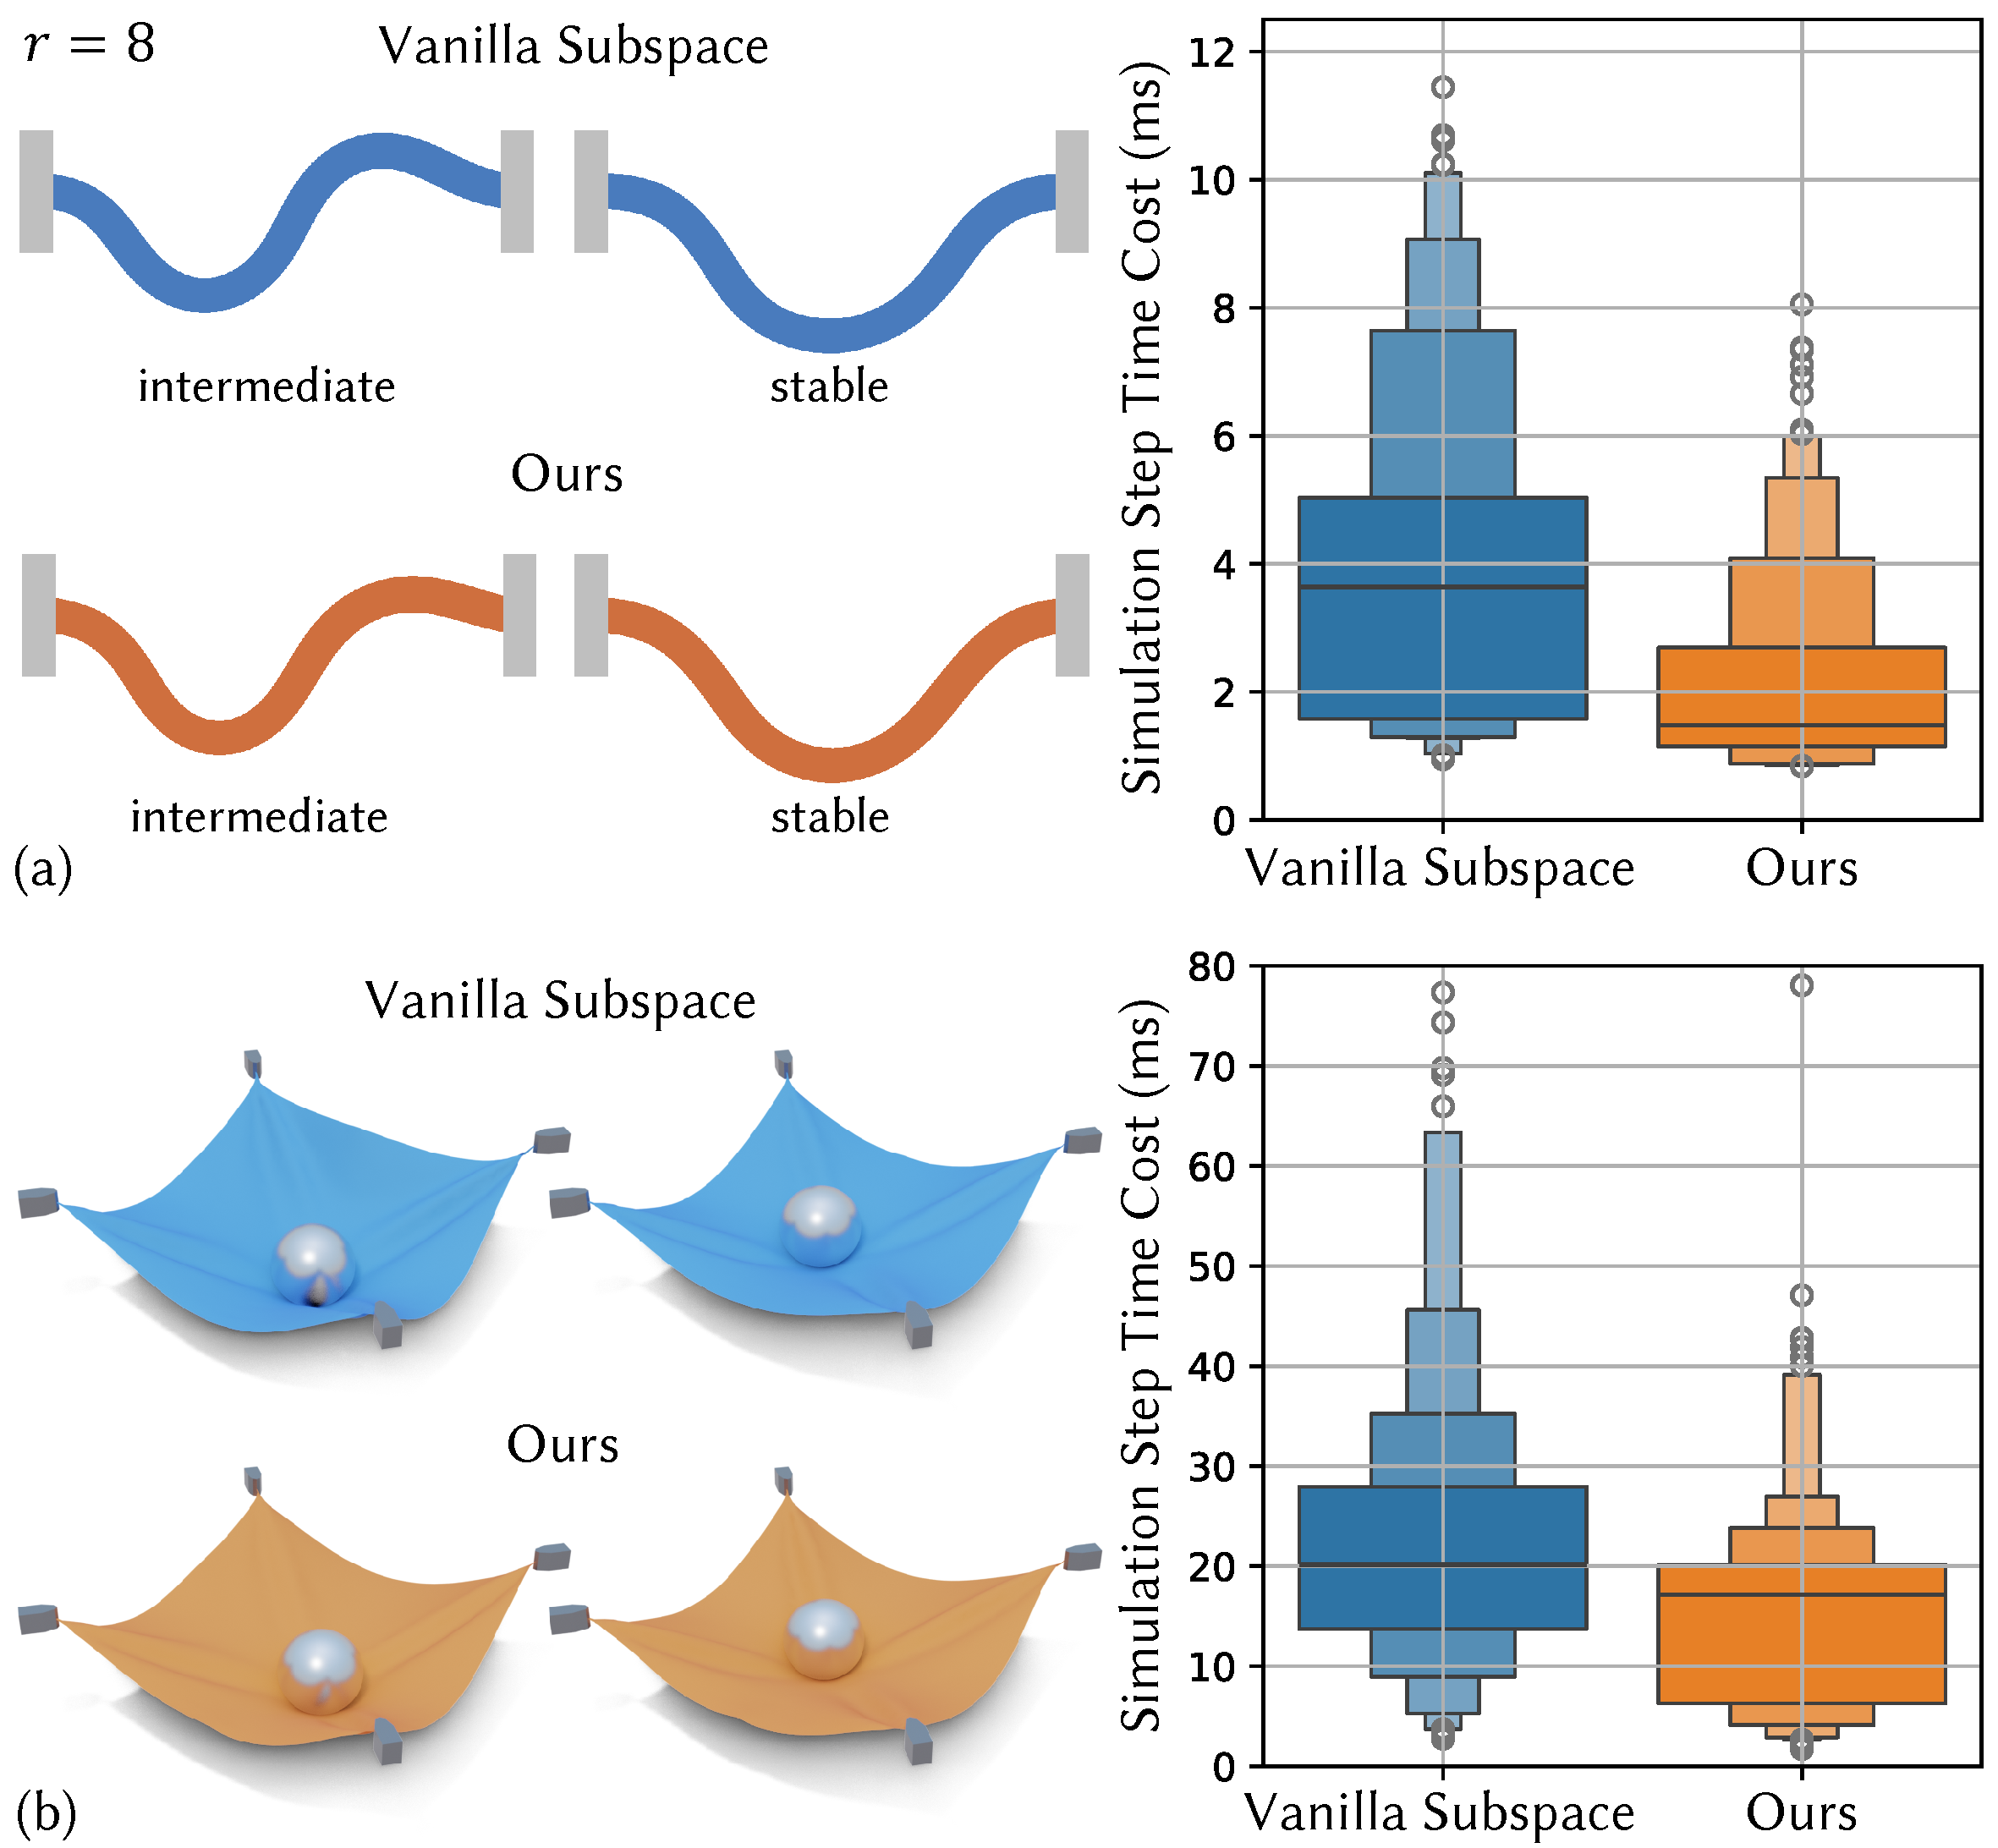 r = 8
Vanilla Subspace
intermediate
stable
Ours
intermediate
stable
(a)
Simulation Step Time Cost (ms)
12
10
8
6
4
2
0
Vanilla Subspace
Ours
Vanilla Subspace
Ours
(b)
Simulation Step Time Cost (ms)
80
70
60
50
40
30
20
10
0
Vanilla Subspace
Ours